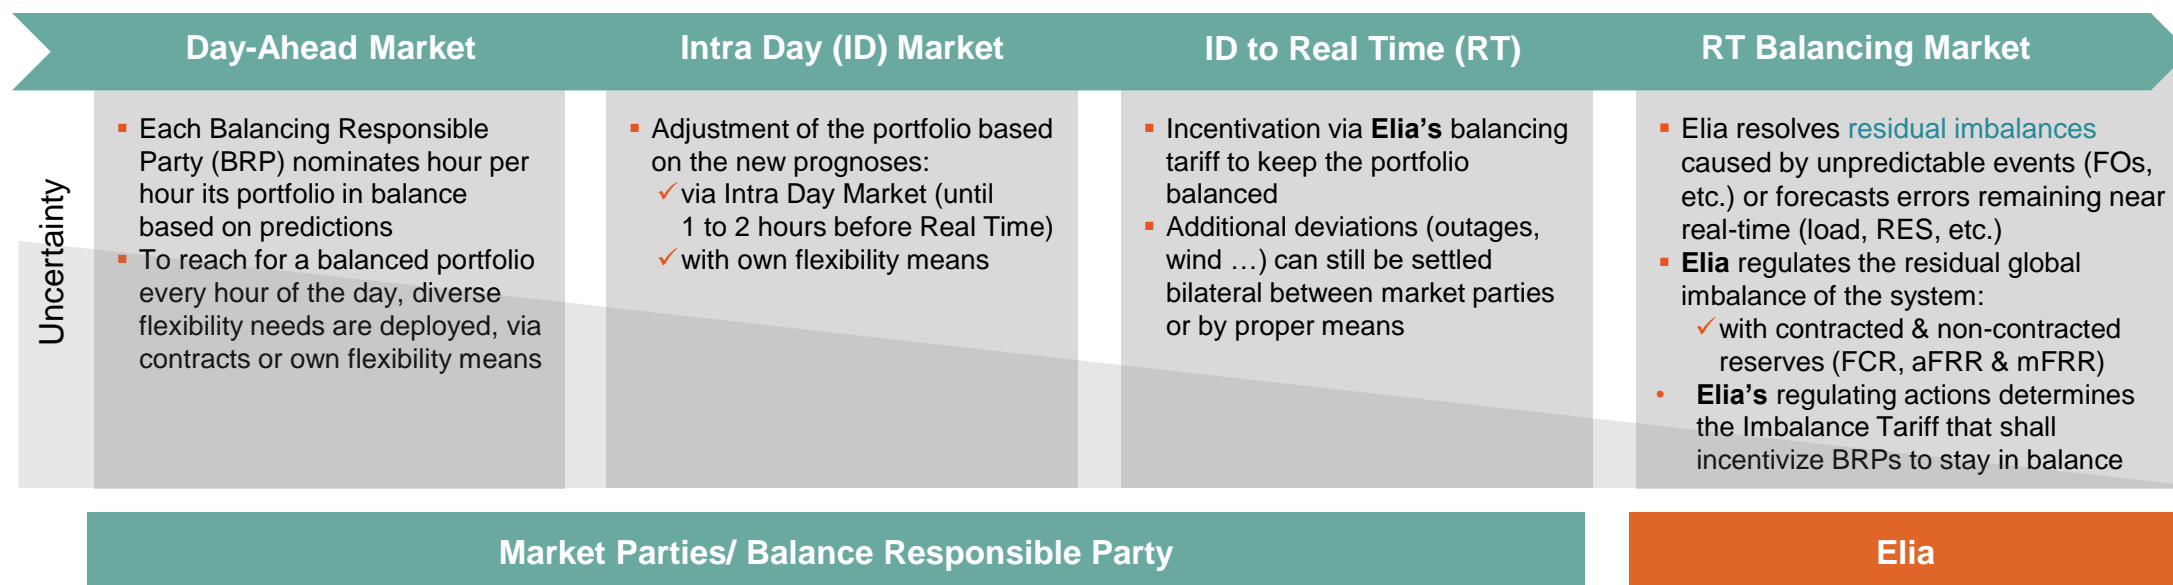 Day-Ahead Market
Intra Day (ID) Market
ID to Real Time (RT)
RT Balancing Market
Uncertainty
▪ Each Balancing Responsible
Party (BRP) nominates hour per
hour its portfolio in balance
based on predictions
▪ To reach for a balanced portfolio
every hour of the day, diverse
flexibility needs are deployed, via
contracts or own flexibility means
▪ Adjustment of the portfolio based
on the new prognoses:
✓ via Intra Day Market (until
1 to 2 hours before Real Time)
✓ with own flexibility means
▪ Incentivation via Elia's balancing
tariff to keep the portfolio
balanced
▪ Additional deviations (outages,
wind …) can still be settled
bilateral between market parties
or by proper means
▪ Elia resolves residual imbalances
caused by unpredictable events (FOs,
etc.) or forecasts errors remaining near
real-time (load, RES, etc.)
▪ Elia regulates the residual global
imbalance of the system:
✓ with contracted & non-contracted
reserves (FCR, aFRR & mFRR)
• Elia's regulating actions determines
the Imbalance Tariff that shall
incentivize BRPs to stay in balance
Market Parties/ Balance Responsible Party
Elia